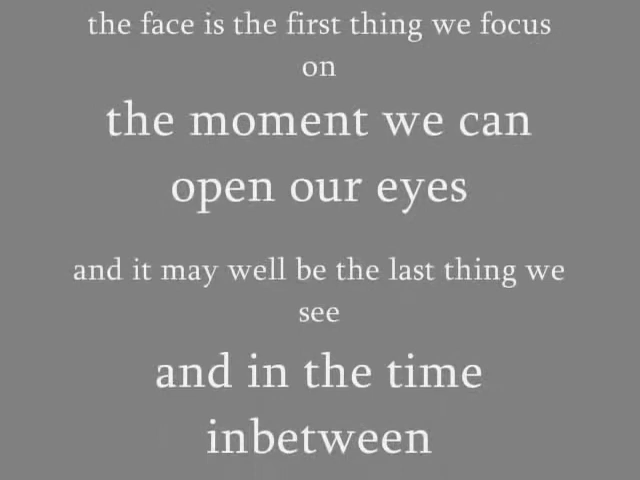 the face is the first thing we focus
on
the moment we can
open our eyes
and it may well be the last thing we
see
and in the time
inbetween